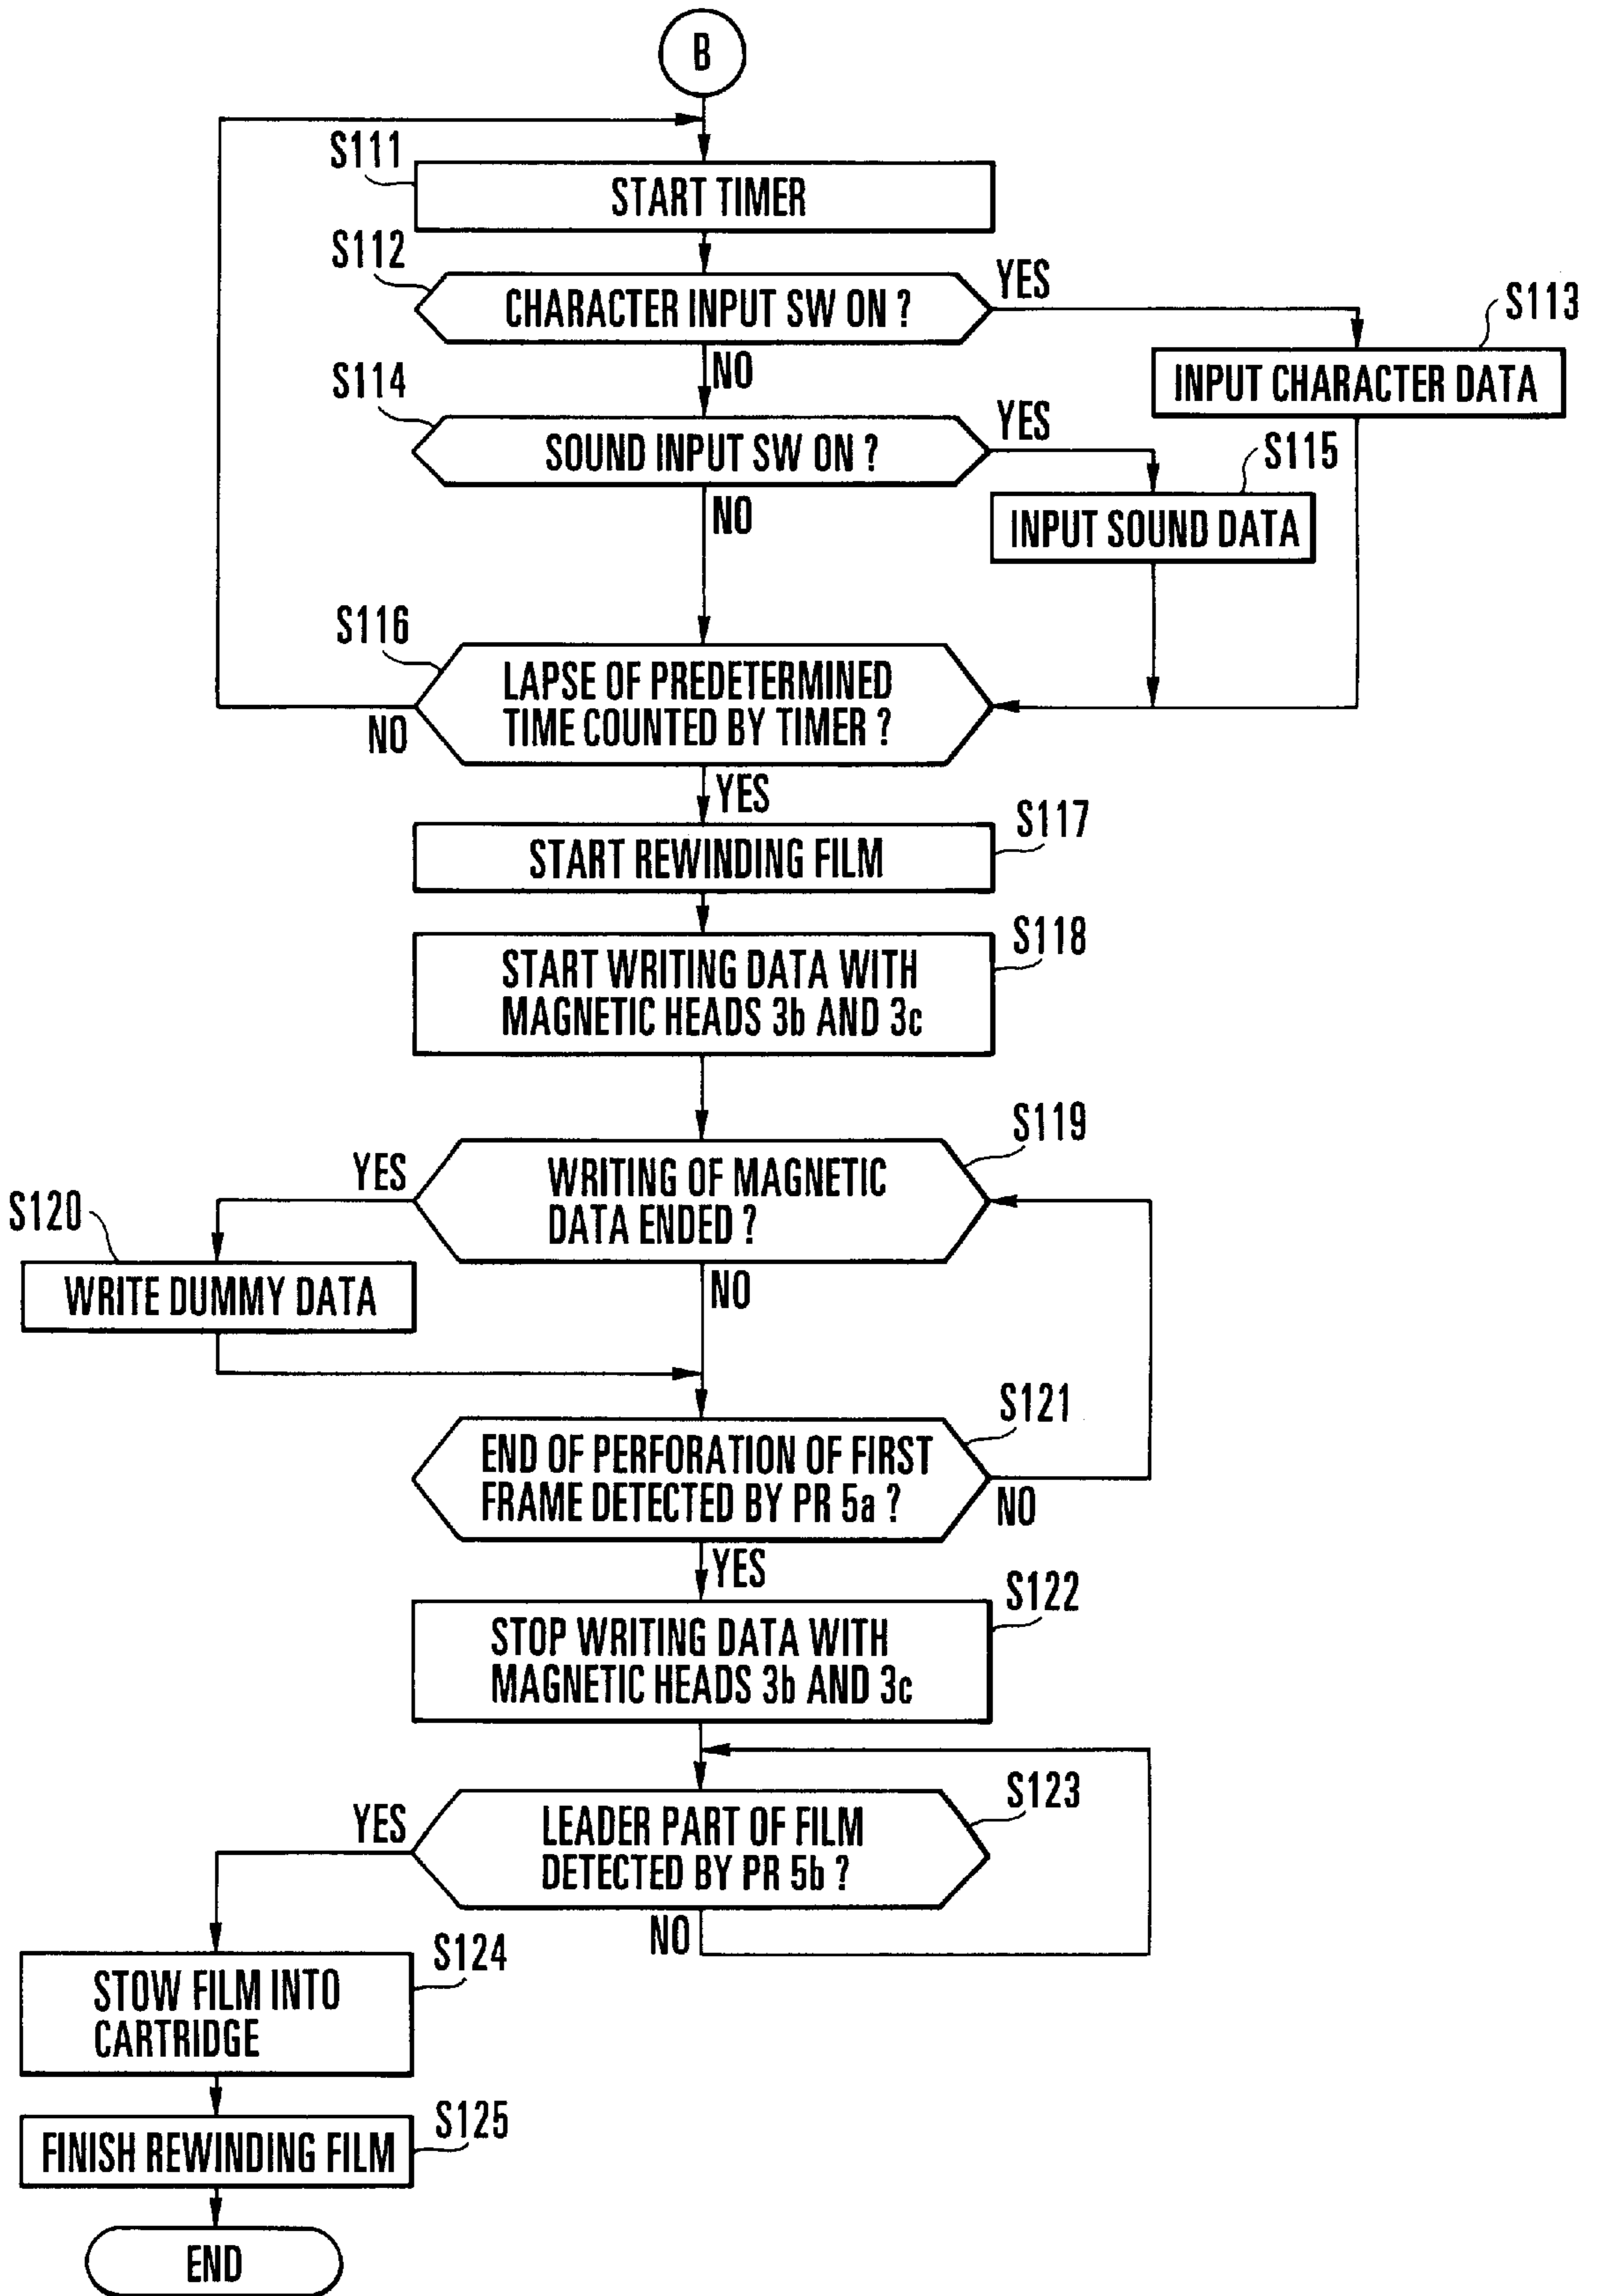 B
S111
START TIMER
S112
CHARACTER INPUT SW ON ?
YES
S113
INPUT CHARACTER DATA
NO
S114
SOUND INPUT SW ON ?
YES
S115
INPUT SOUND DATA
NO
S116
LAPSE OF PREDETERMINED
TIME COUNTED BY TIMER ?
NO
YES
S117
START REWINDING FILM
S118
START WRITING DATA WITH
MAGNETIC HEADS 3b AND 3c
S119
WRITING OF MAGNETIC
DATA ENDED ?
YES
S120
WRITE DUMMY DATA
NO
S121
END OF PERFORATION OF FIRST
FRAME DETECTED BY PR 5a ?
NO
YES
S122
STOP WRITING DATA WITH
MAGNETIC HEADS 3b AND 3c
S123
LEADER PART OF FILM
DETECTED BY PR 5b ?
YES
NO
S124
STOW FILM INTO
CARTRIDGE
S125
FINISH REWINDING FILM
END